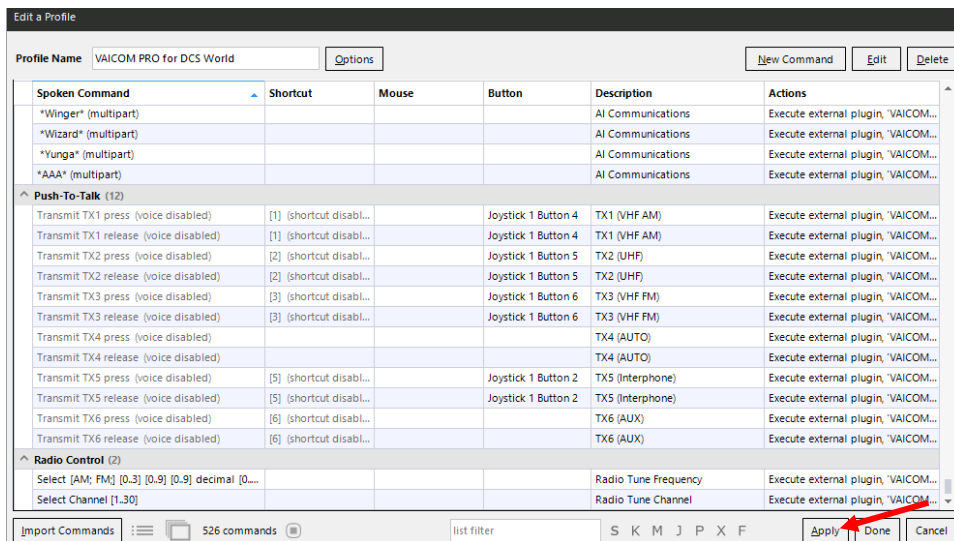 Edit a Profile
Profile Name VAICOM PRO for DCS World Options New Command Edit Delete
Spoken Command Shortcut Mouse Button Description Actions
*Winger* (multipart) AI Communications Execute external plugin, 'VAICOM...
*Wizard* (multipart) AI Communications Execute external plugin, 'VAICOM...
*Yunga* (multipart) AI Communications Execute external plugin, 'VAICOM...
*AAA* (multipart) AI Communications Execute external plugin, 'VAICOM...
Push-To-Talk (12)
Transmit TX1 press (voice disabled) [1] (shortcut disabl... Joystick 1 Button 4 TX1 (VHF AM) Execute external plugin, 'VAICOM...
Transmit TX1 release (voice disabled) [1] (shortcut disabl... Joystick 1 Button 4 TX1 (VHF AM) Execute external plugin, 'VAICOM...
Transmit TX2 press (voice disabled) [2] (shortcut disabl... Joystick 1 Button 5 TX2 (UHF) Execute external plugin, 'VAICOM...
Transmit TX2 release (voice disabled) [2] (shortcut disabl... Joystick 1 Button 5 TX2 (UHF) Execute external plugin, 'VAICOM...
Transmit TX3 press (voice disabled) [3] (shortcut disabl... Joystick 1 Button 6 TX3 (VHF FM) Execute external plugin, 'VAICOM...
Transmit TX3 release (voice disabled) [3] (shortcut disabl... Joystick 1 Button 6 TX3 (VHF FM) Execute external plugin, 'VAICOM...
Transmit TX4 press (voice disabled) TX4 (AUTO) Execute external plugin, 'VAICOM...
Transmit TX4 release (voice disabled) TX4 (AUTO) Execute external plugin, 'VAICOM...
Transmit TX5 press (voice disabled) [5] (shortcut disabl... Joystick 1 Button 2 TX5 (Interphone) Execute external plugin, 'VAICOM...
Transmit TX5 release (voice disabled) [5] (shortcut disabl... Joystick 1 Button 2 TX5 (Interphone) Execute external plugin, 'VAICOM...
Transmit TX6 press (voice disabled) [6] (shortcut disabl... TX6 (AUX) Execute external plugin, 'VAICOM...
Transmit TX6 release (voice disabled) [6] (shortcut disabl... TX6 (AUX) Execute external plugin, 'VAICOM...
Radio Control (2)
Select [AM; FM;] [0..3] [0..9] [0..9] decimal [0.... Radio Tune Frequency Execute external plugin, 'VAICOM...
Select Channel [1..30] Radio Tune Channel Execute external plugin, 'VAICOM...
Import Commands 526 commands list filter S K M J P X F Apply Done Cancel